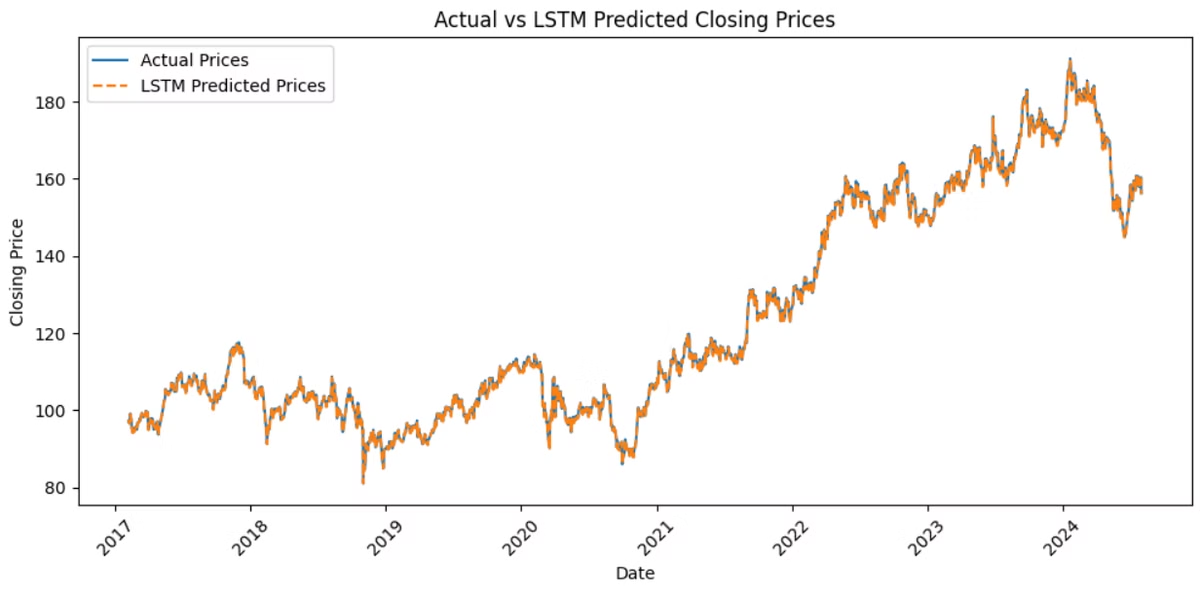 Actual vs LSTM Predicted Closing Prices
Actual Prices
LSTM Predicted Prices
Closing Price
180
160
140
120
100
80
2017
2018
2019
2020
2021
2022
2023
2024
Date